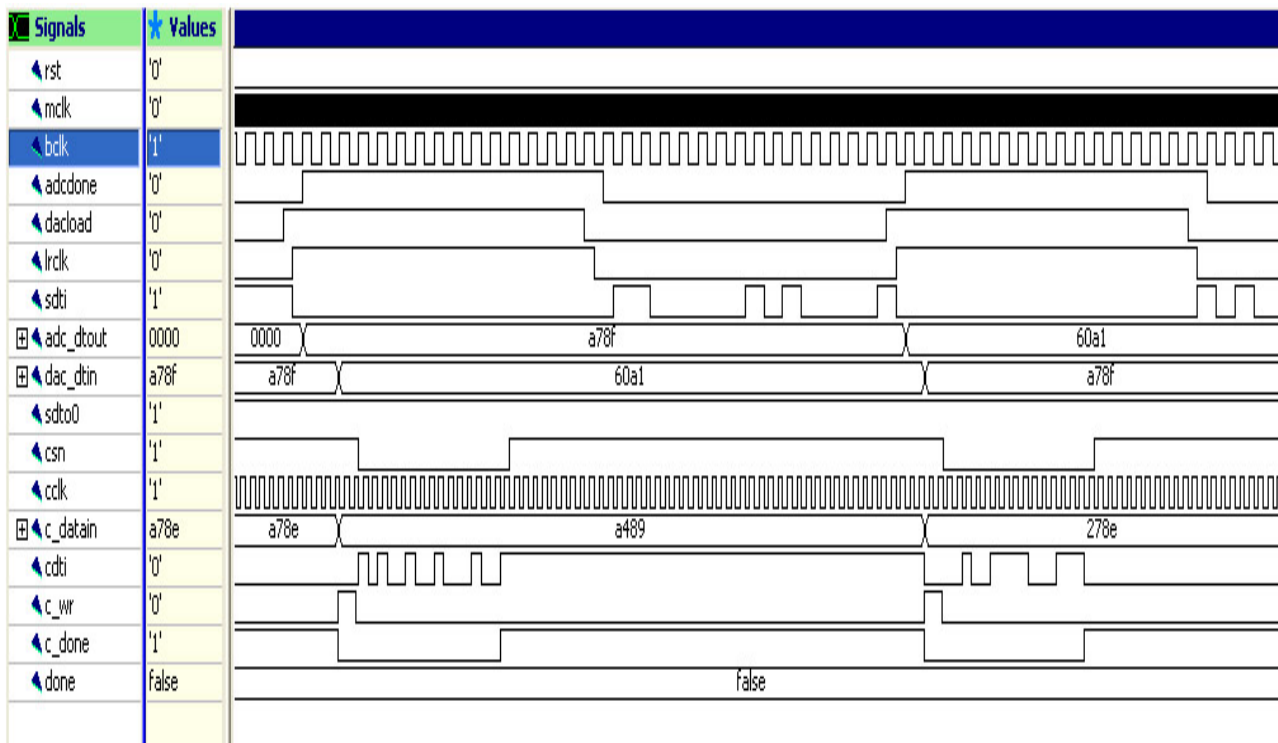 Signals Values
rst '0'
mclk '0'
bclk '1'
adcdone '0'
dacload '0'
lrclk '0'
sdti '1'
adc_dtout 0000 0000 a78f 60a1
dac_dtin a78f a78f 60a1 a78f
sdto0 '1'
csn '1'
cclk '1'
c_datain a78e a78e a489 278e
cdti '0'
c_wr '0'
c_done '1'
done false false